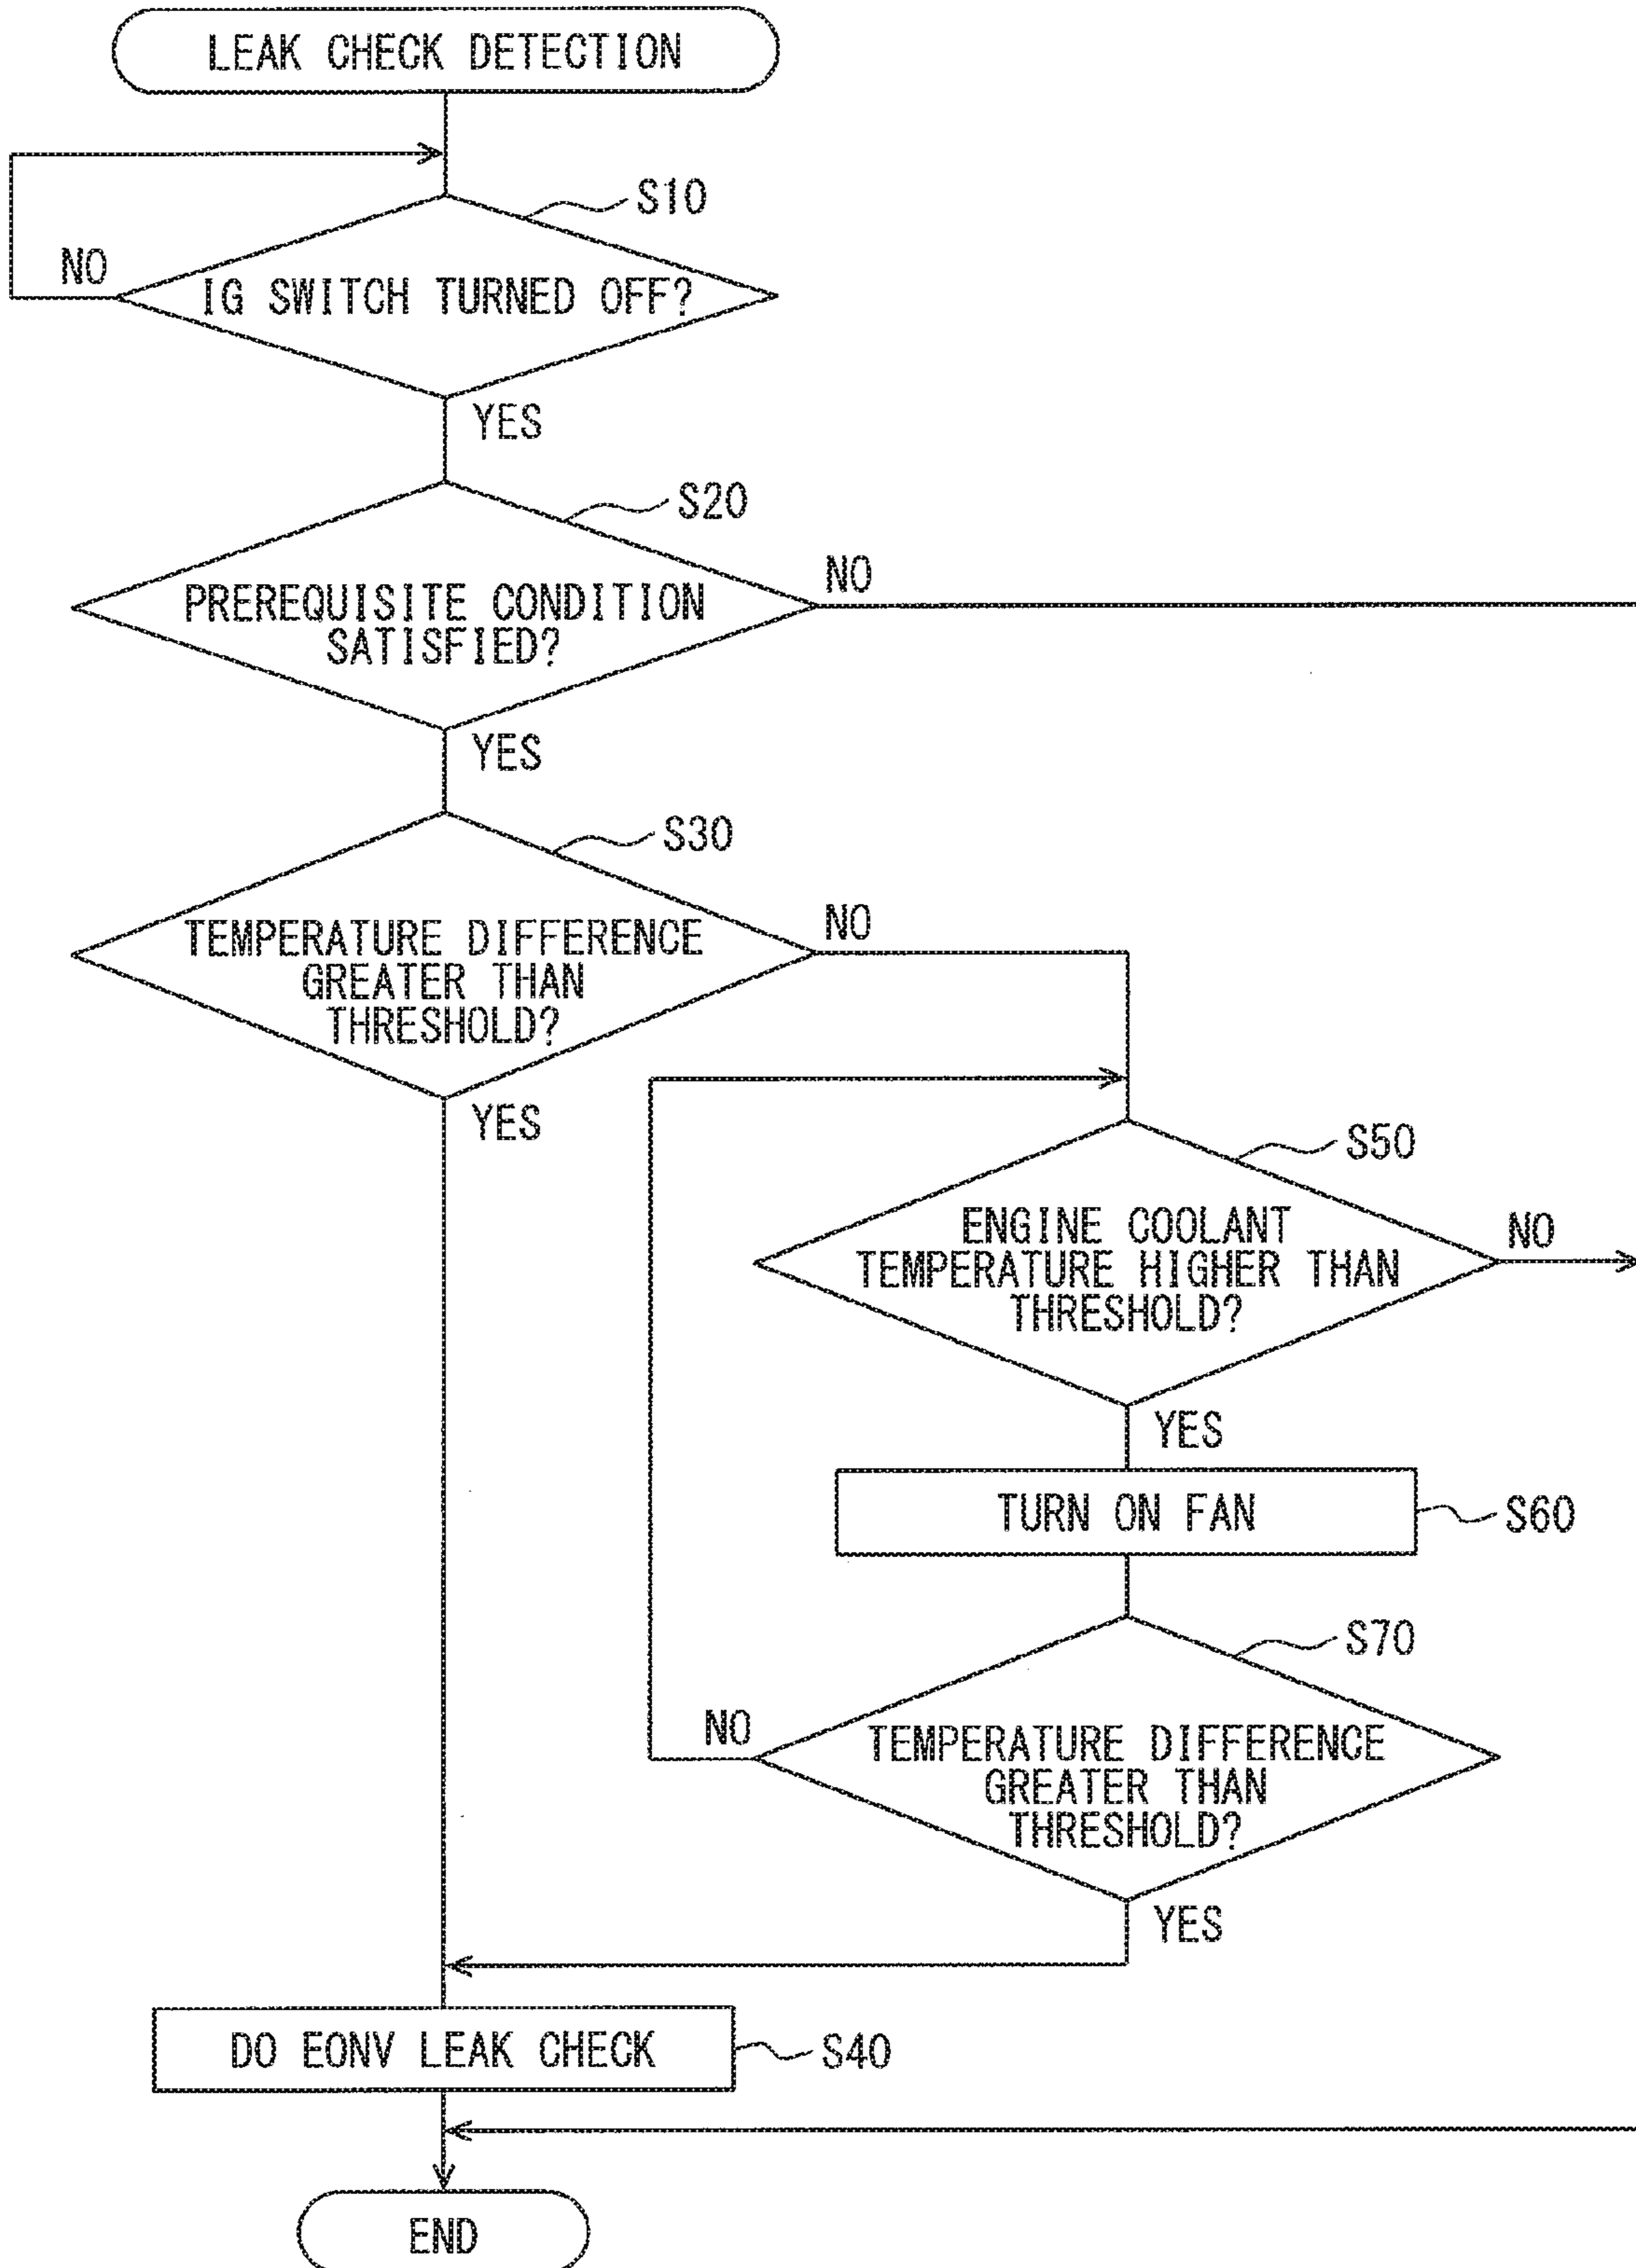 LEAK CHECK DETECTION
S10
NO
IG SWITCH TURNED OFF?
YES
S20
NO
PREREQUISITE CONDITION
SATISFIED?
YES
S30
NO
TEMPERATURE DIFFERENCE
GREATER THAN
THRESHOLD?
YES
S50
ENGINE COOLANT
TEMPERATURE HIGHER THAN
THRESHOLD?
NO
YES
TURN ON FAN
S60
S70
NO
TEMPERATURE DIFFERENCE
GREATER THAN
THRESHOLD?
YES
DO EONV LEAK CHECK
S40
END